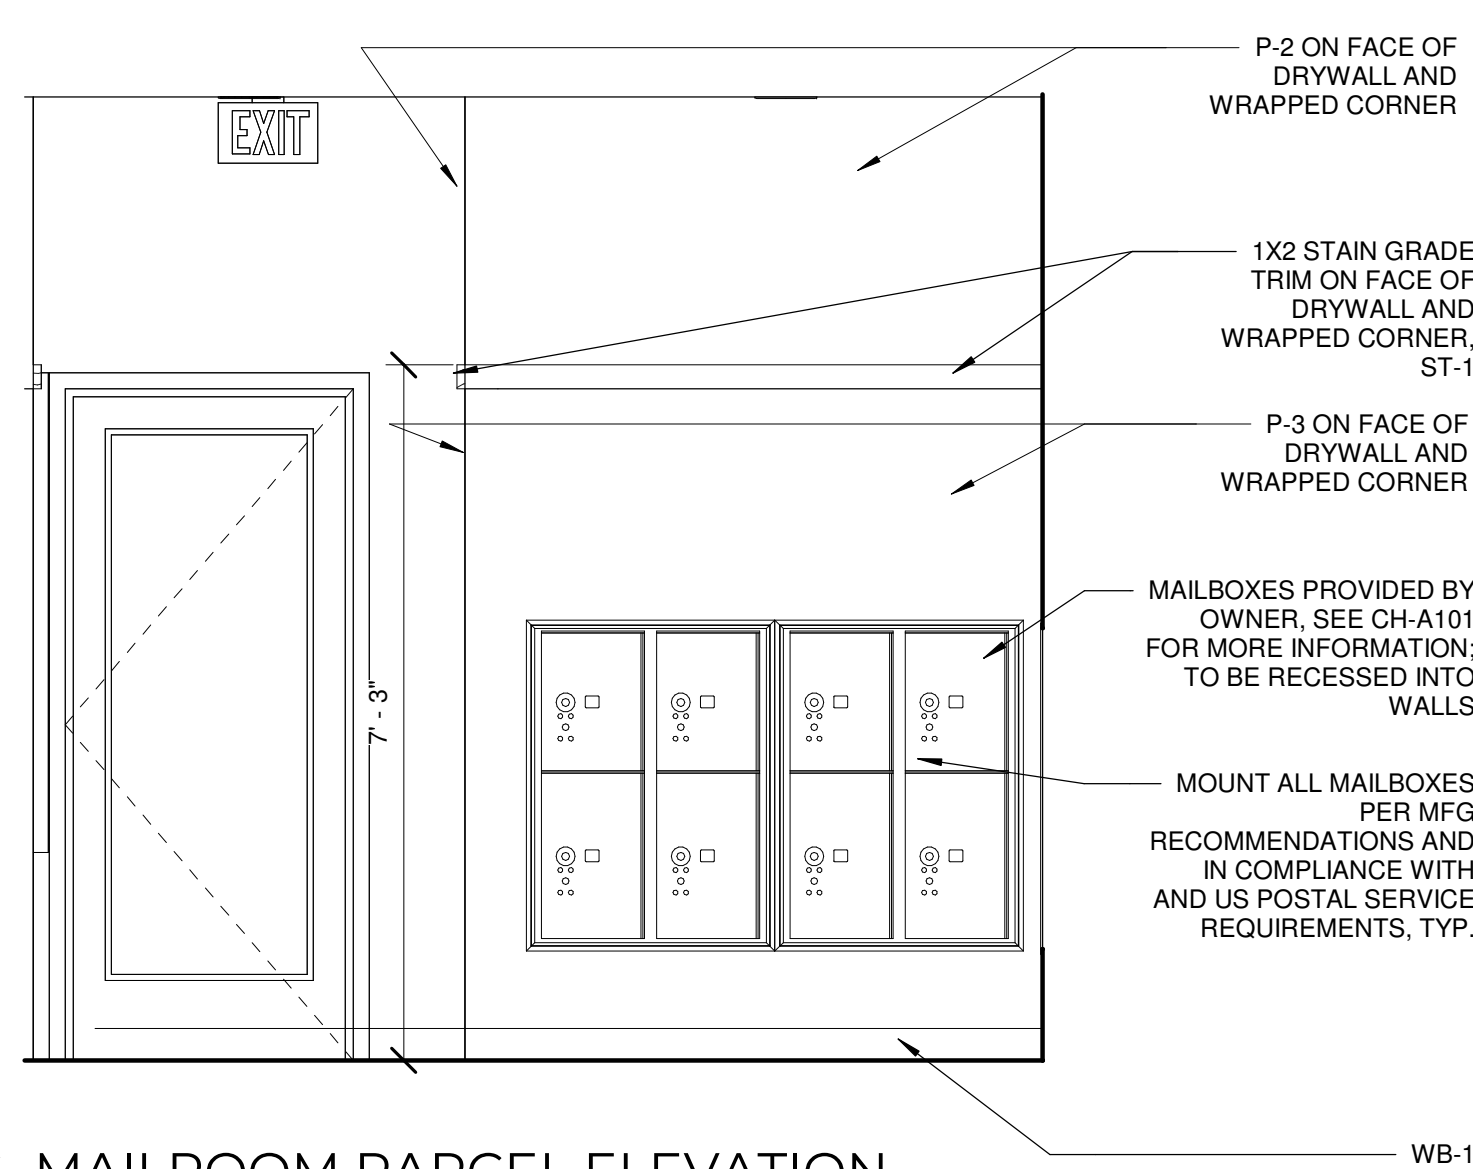 P-2 ON FACE OF
DRYWALL AND
WRAPPED CORNER
EXIT
1X2 STAIN GRADE
TRIM ON FACE OF
DRYWALL AND
WRAPPED CORNER,
ST-1
P-3 ON FACE OF
DRYWALL AND
WRAPPED CORNER
MAILBOXES PROVIDED BY
OWNER, SEE CH-A101
FOR MORE INFORMATION;
TO BE RECESSED INTO
WALLS
7' - 3"
MOUNT ALL MAILBOXES
PER MFG
RECOMMENDATIONS AND
IN COMPLIANCE WITH
AND US POSTAL SERVICE
REQUIREMENTS, TYP.
WB-1
MAILROOM PARCEL ELEVATION